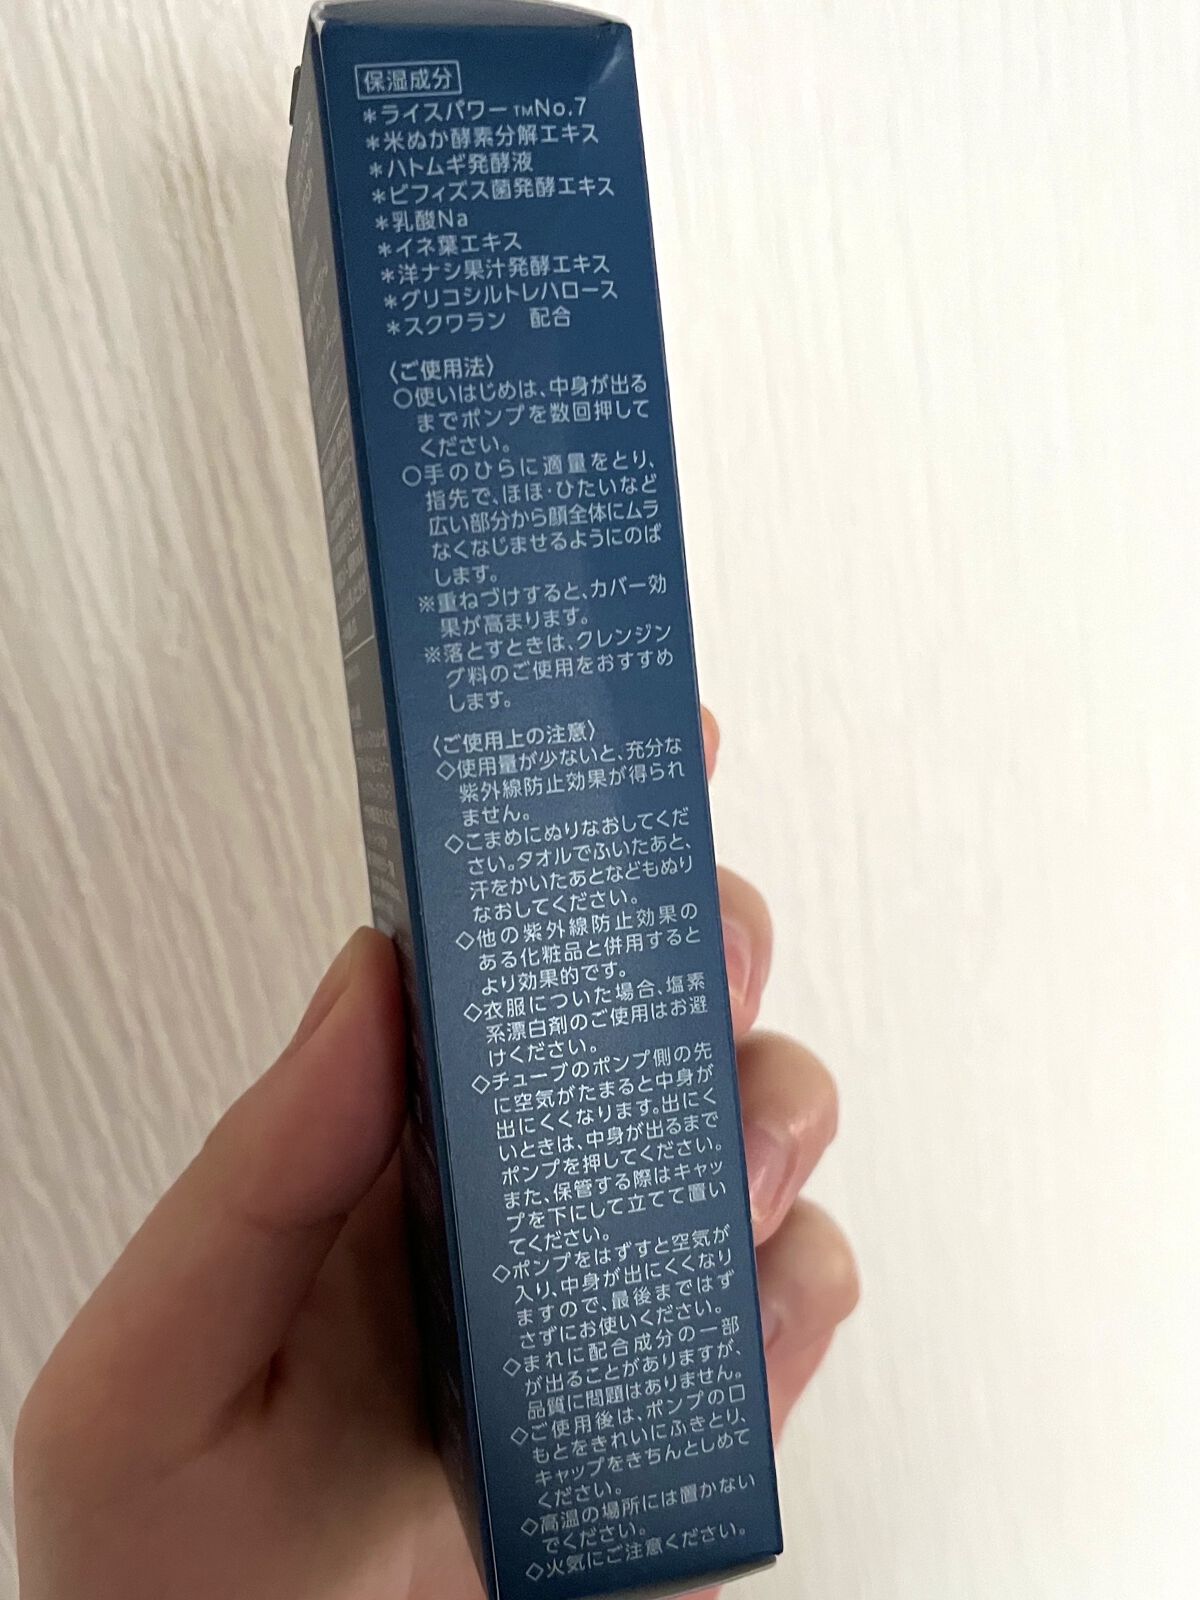 保湿成分
*ライスパワー™No.7
*米ぬか酵素分解エキス
*ハトムギ発酵液
*ビフィズス菌発酵エキス
*乳酸Na
*イネ葉エキス
*洋ナシ果汁発酵エキス
*グリコシルトレハロース
*スクワラン 配合
〈ご使用法〉
○使いはじめは、中身が出る
までポンプを数回押して
ください。
○手のひらに適量をとり、
指先で、ほほ・ひたいなど
広い部分から顔全体にムラ
なくなじませるようにのば
します。
※重ねづけすると、カバー効
果が高まります。
※落とすときは、クレンジン
グ料のご使用をおすすめ
します。
〈ご使用上の注意〉
◇使用量が少ないと、充分な
紫外線防止効果が得られ
ません。
◇こまめにぬりなおしてくだ
さい。タオルでふいたあと、
汗をかいたあとなどもぬり
なおしてください。
◇他の紫外線防止効果の
ある化粧品と併用すると
より効果的です。
◇衣服についた場合、塩素
系漂白剤のご使用はお避
けください。
◇チューブのポンプ側の先
に空気がたまると中身が
出にくくなります。出にく
いときは、中身が出るまで
ポンプを押してください。
また、保管する際はキャッ
プを下にして立てて置い
てください。
◇ポンプをはずすと空気が
入り、中身が出にくくなり
ますので、最後まではず
さずにお使いください。
◇まれに配合成分の一部
が出ることがありますが、
品質に問題はありません。
◇ご使用後は、ポンプの口
もとをきれいにふきとり、
キャップをきちんとしめて
ください。
◇高温の場所には置かない
でください。
◇火気にご注意ください。